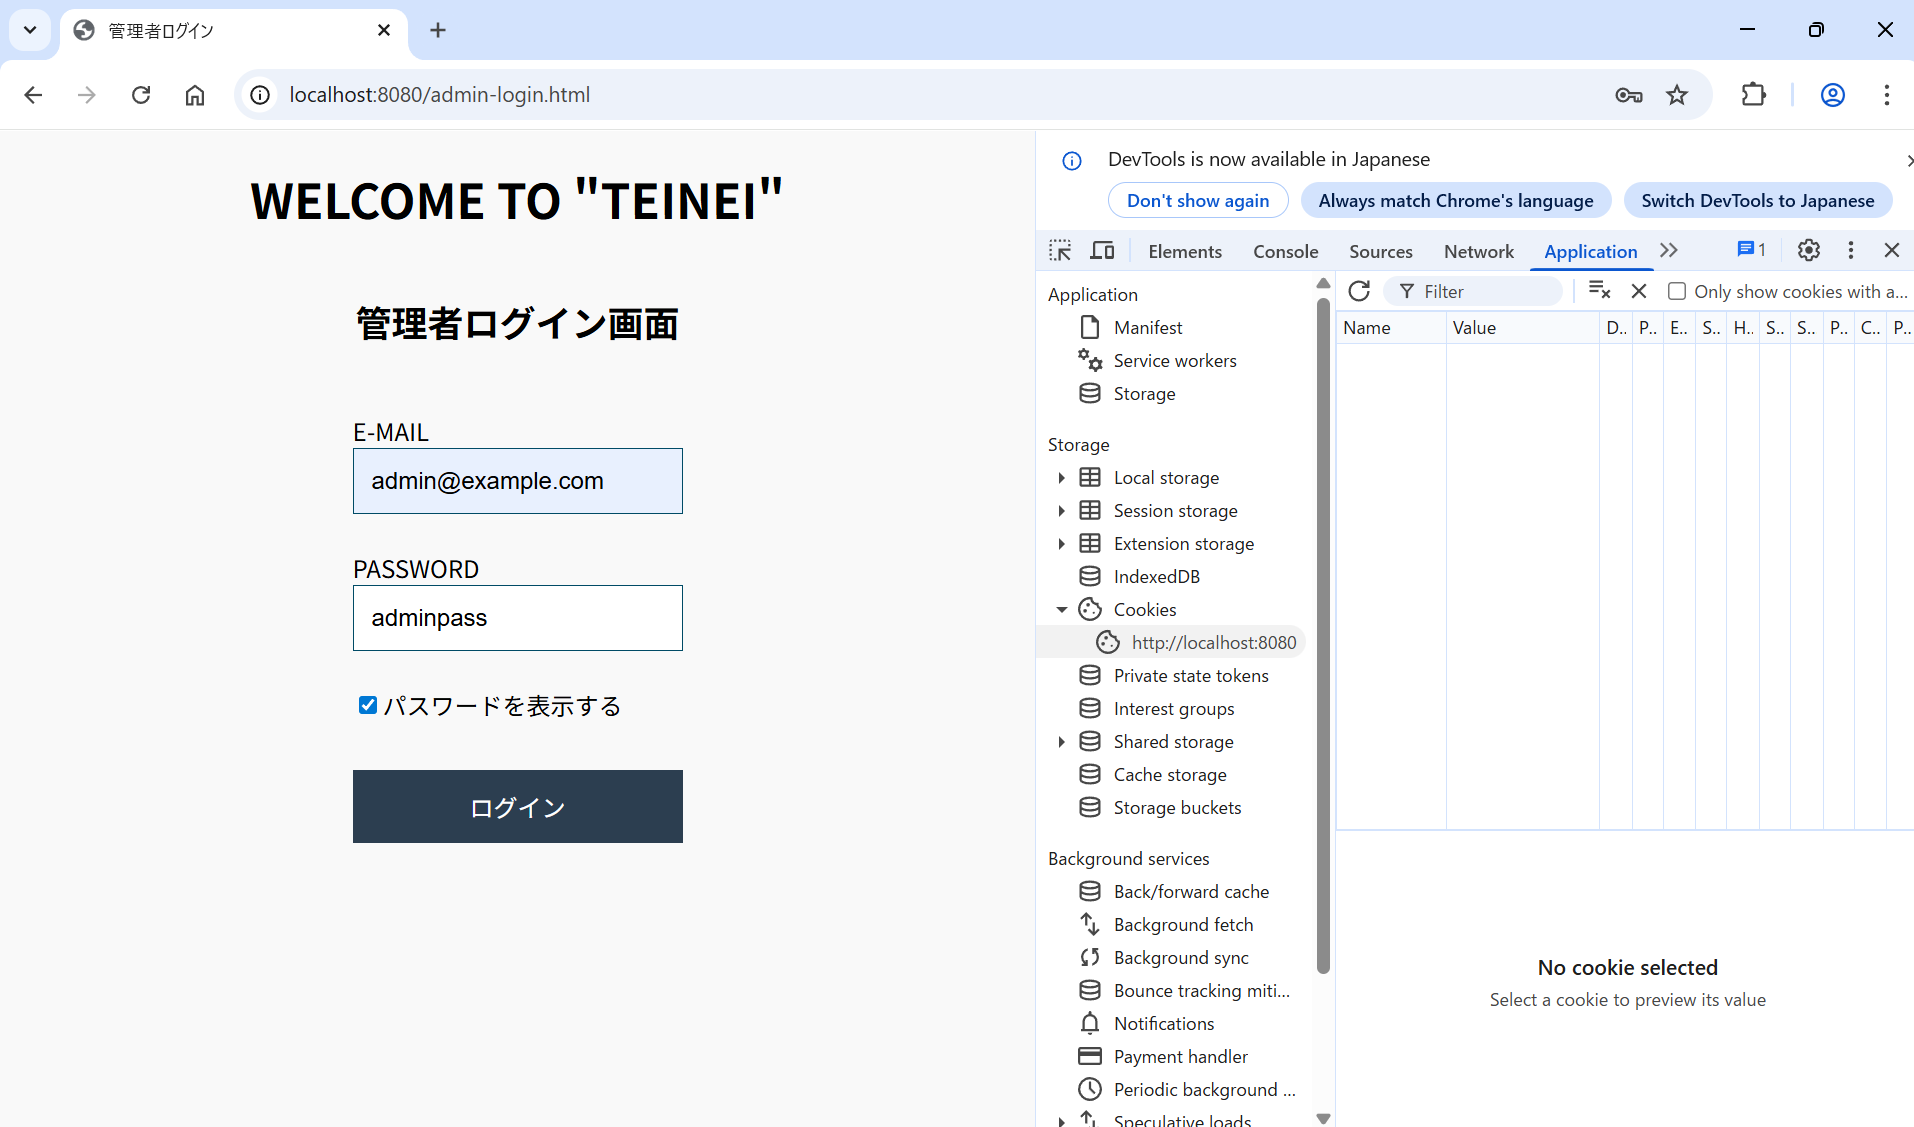 管理者ログイン
localhost:8080/admin-login.html
WELCOME TO "TEINEI"
管理者ログイン画面
E-MAIL
admin@example.com
PASSWORD
adminpass
パスワードを表示する
ログイン
DevTools is now available in Japanese
Don't show again
Always match Chrome's language
Switch DevTools to Japanese
Elements
Console
Sources
Network
Application
1
Application
Manifest
Service workers
Storage
Storage
Local storage
Session storage
Extension storage
IndexedDB
Cookies
http://localhost:8080
Private state tokens
Interest groups
Shared storage
Cache storage
Storage buckets
Background services
Back/forward cache
Background fetch
Background sync
Bounce tracking miti...
Notifications
Payment handler
Periodic background ...
Speculative loads
Filter
Only show cookies with a...
Name Value D.. P.. E.. S.. H.. S.. S.. P.. C.. P..
No cookie selected
Select a cookie to preview its value